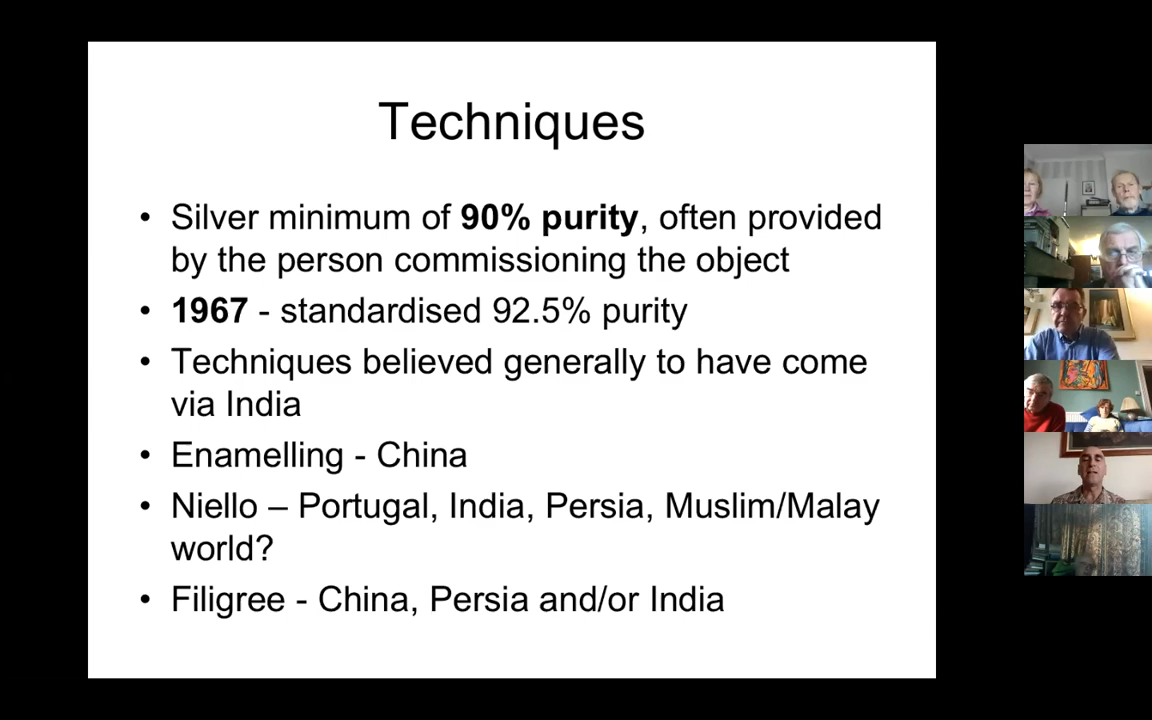 Techniques
• Silver minimum of 90% purity, often provided
by the person commissioning the object
• 1967 - standardised 92.5% purity
• Techniques believed generally to have come
via India
• Enamelling - China
• Niello – Portugal, India, Persia, Muslim/Malay
world?
• Filigree - China, Persia and/or India